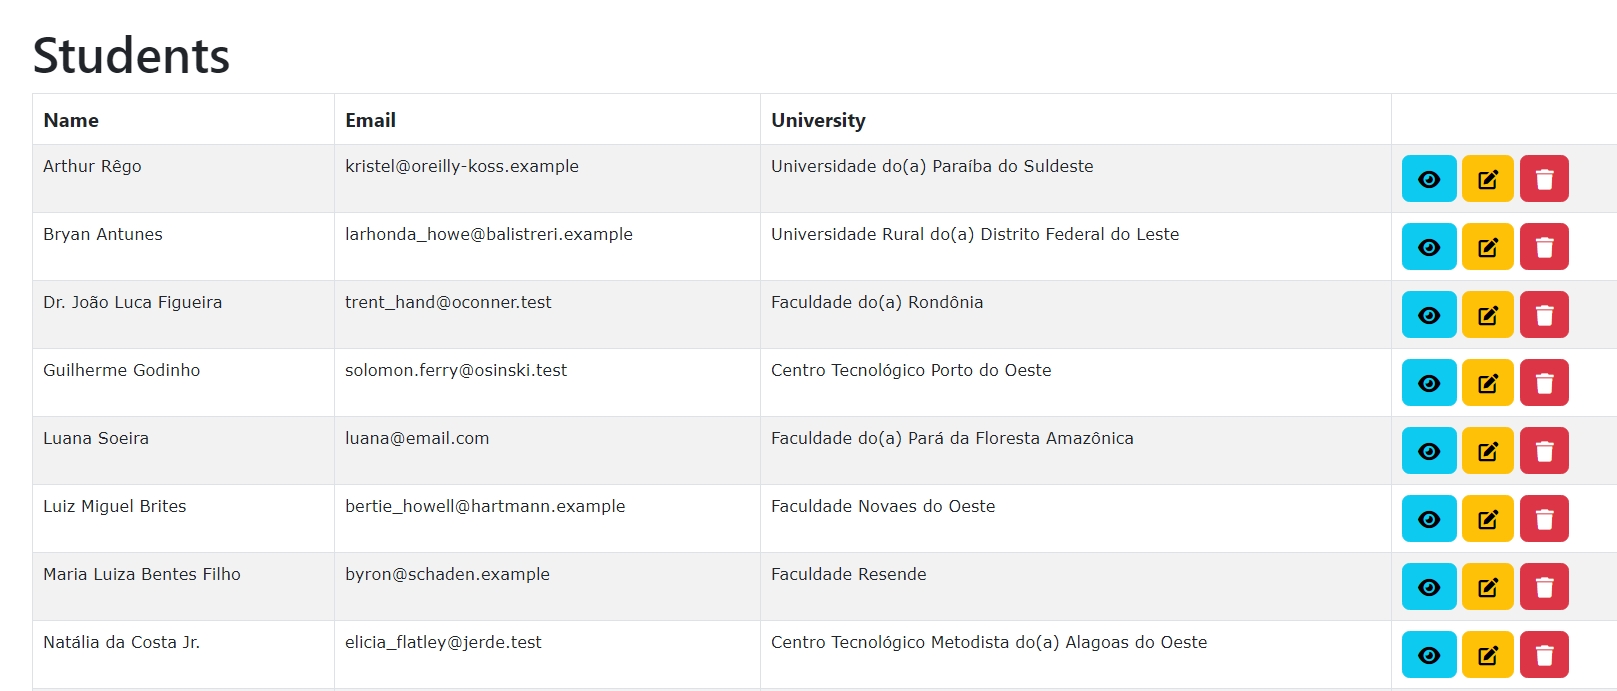 Students
Name Email University
Arthur Rêgo kristel@oreilly-koss.example Universidade do(a) Paraíba do Suldeste
Bryan Antunes larhonda_howe@balistreri.example Universidade Rural do(a) Distrito Federal do Leste
Dr. João Luca Figueira trent_hand@oconner.test Faculdade do(a) Rondônia
Guilherme Godinho solomon.ferry@osinski.test Centro Tecnológico Porto do Oeste
Luana Soeira luana@email.com Faculdade do(a) Pará da Floresta Amazônica
Luiz Miguel Brites bertie_howell@hartmann.example Faculdade Novaes do Oeste
Maria Luiza Bentes Filho byron@schaden.example Faculdade Resende
Natália da Costa Jr. elicia_flatley@jerde.test Centro Tecnológico Metodista do(a) Alagoas do Oeste